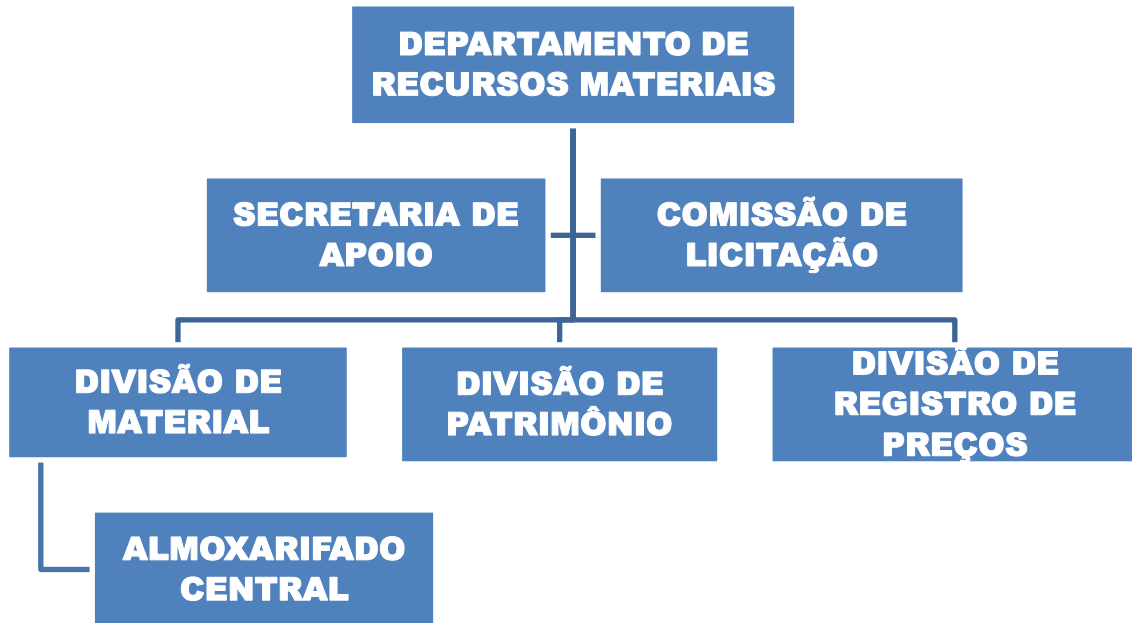 DEPARTAMENTO DE
RECURSOS MATERIAIS
SECRETARIA DE
APOIO
COMISSÃO DE
LICITAÇÃO
DIVISÃO DE
MATERIAL
DIVISÃO DE
PATRIMÔNIO
DIVISÃO DE
REGISTRO DE
PREÇOS
ALMOXARIFADO
CENTRAL